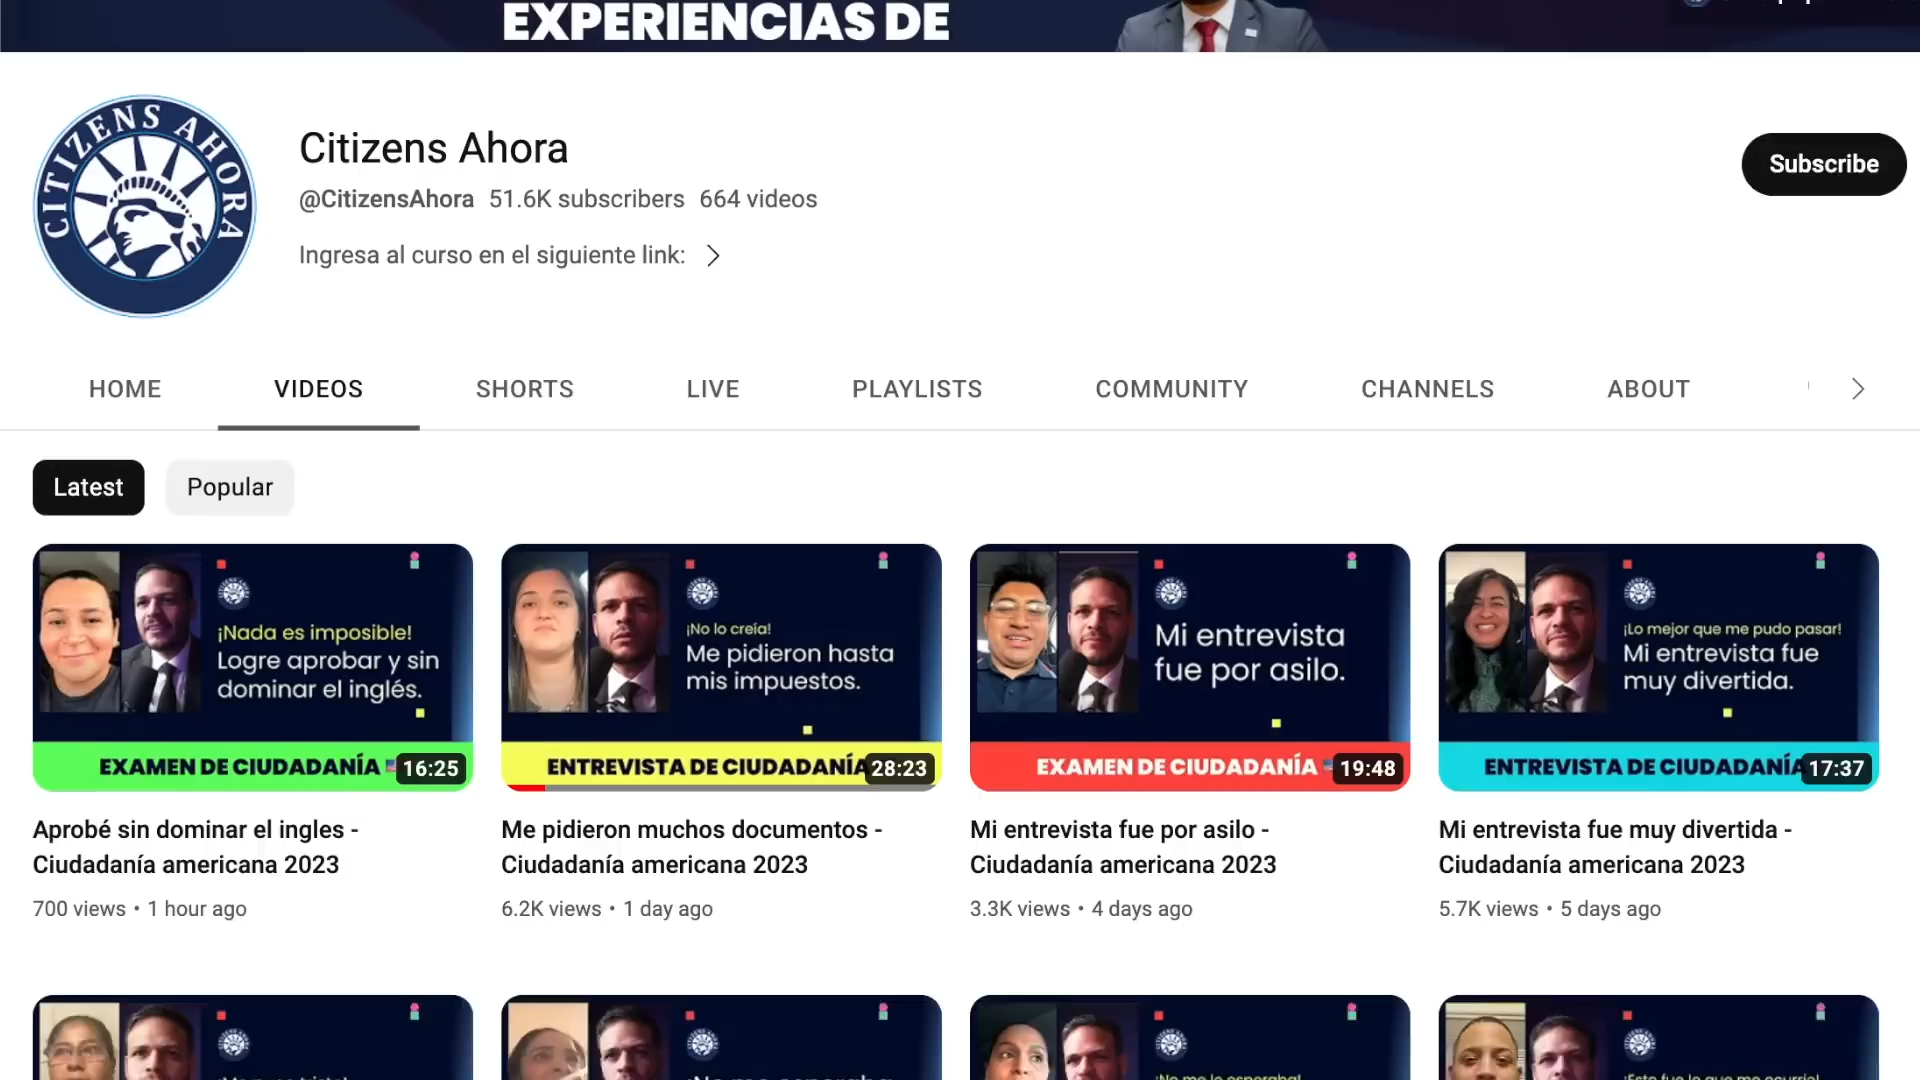 EXPERIENCIAS DE
CITIZENS AHORA
Citizens Ahora
@CitizensAhora 51.6K subscribers 664 videos
Ingresa al curso en el siguiente link:
Subscribe
HOME VIDEOS SHORTS LIVE PLAYLISTS COMMUNITY CHANNELS ABOUT
Latest Popular
¡Nada es imposible!
Logre aprobar y sin
dominar el inglés.
EXAMEN DE CIUDADANÍA
16:25
¡No lo creía!
Me pidieron hasta
mis impuestos.
ENTREVISTA DE CIUDADANÍA
28:23
Mi entrevista
fue por asilo.
EXAMEN DE CIUDADANÍA
19:48
¡Lo mejor que me pudo pasar!
Mi entrevista fue
muy divertida.
ENTREVISTA DE CIUDADANÍA
17:37
Aprobé sin dominar el ingles -
Ciudadanía americana 2023
700 views • 1 hour ago
Me pidieron muchos documentos -
Ciudadanía americana 2023
6.2K views • 1 day ago
Mi entrevista fue por asilo -
Ciudadanía americana 2023
3.3K views • 4 days ago
Mi entrevista fue muy divertida -
Ciudadanía americana 2023
5.7K views • 5 days ago